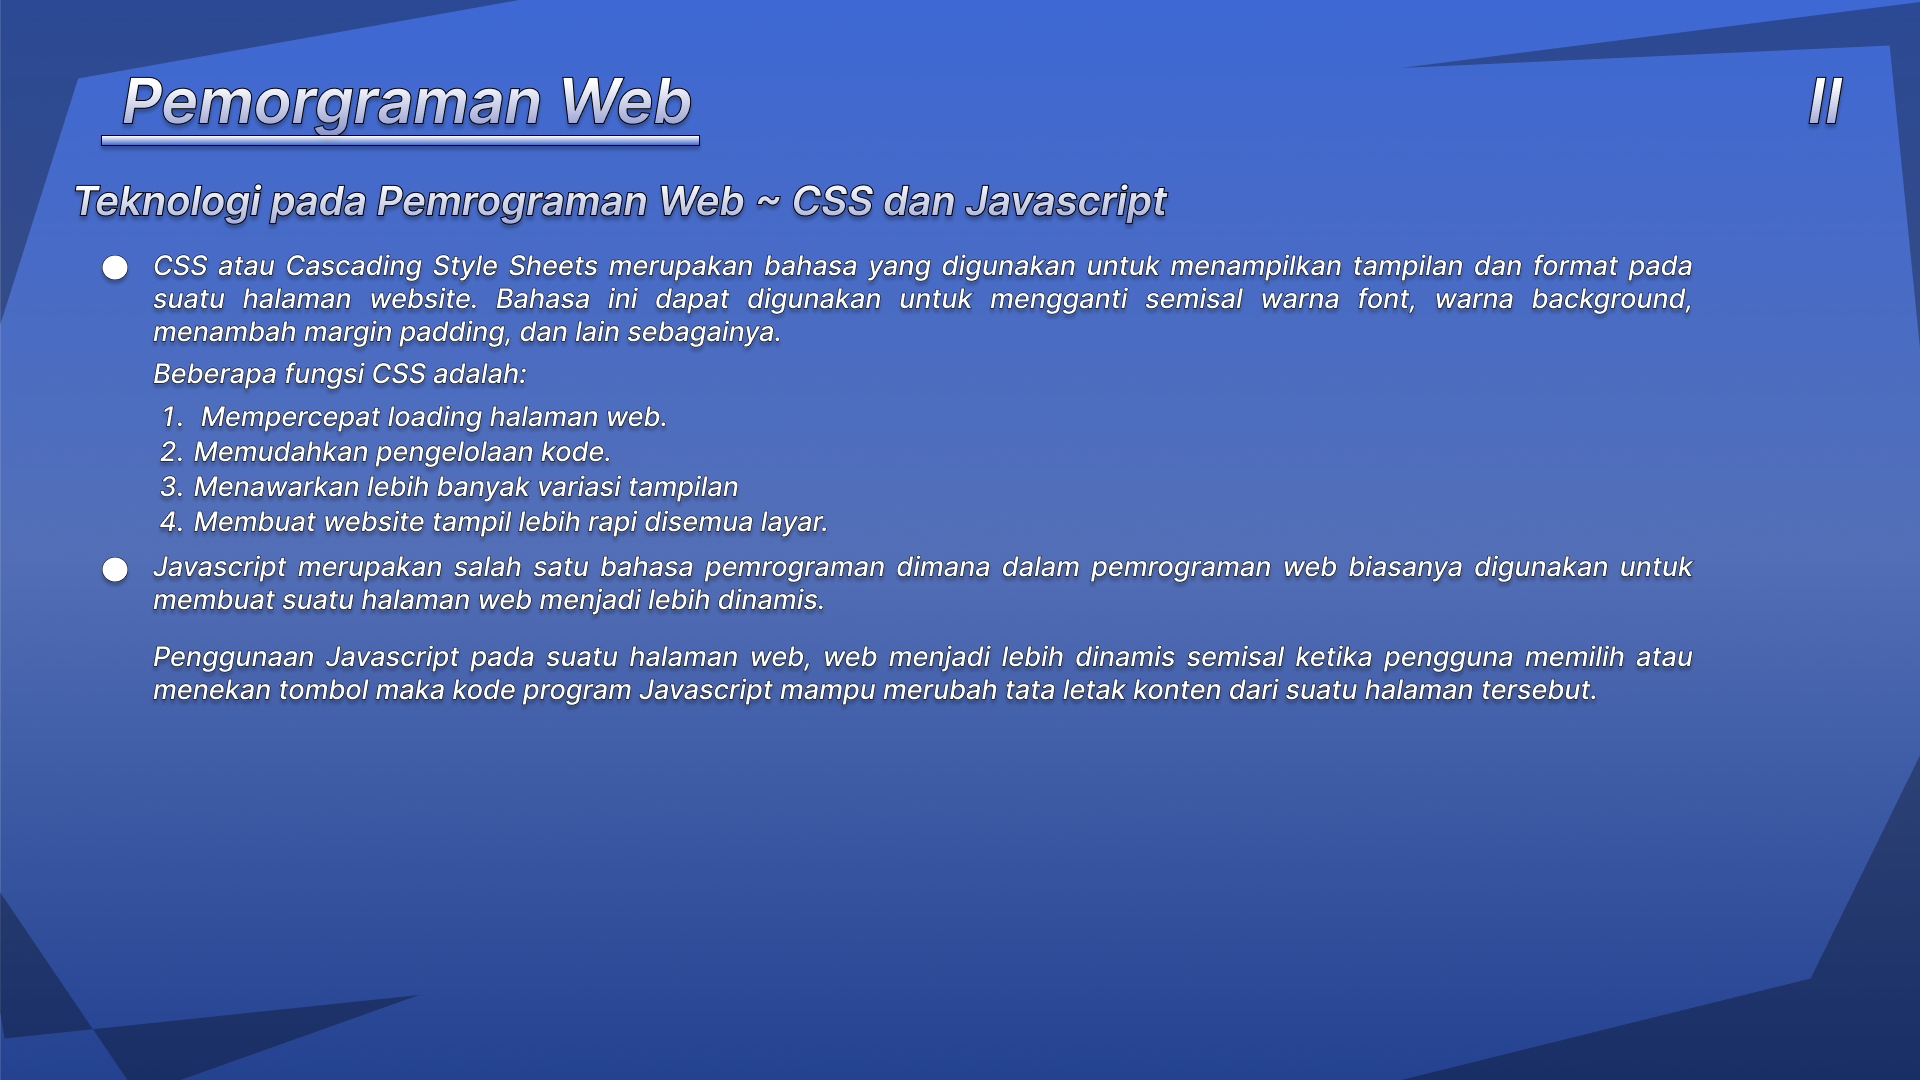 Pemorgraman Web
II
Teknologi pada Pemrograman Web ~ CSS dan Javascript
CSS atau Cascading Style Sheets merupakan bahasa yang digunakan untuk menampilkan tampilan dan format pada
suatu halaman website. Bahasa ini dapat digunakan untuk mengganti semisal warna font, warna background,
menambah margin padding, dan lain sebagainya.
Beberapa fungsi CSS adalah:
1. Mempercepat loading halaman web.
2. Memudahkan pengelolaan kode.
3. Menawarkan lebih banyak variasi tampilan
4. Membuat website tampil lebih rapi disemua layar.
Javascript merupakan salah satu bahasa pemrograman dimana dalam pemrograman web biasanya digunakan untuk
membuat suatu halaman web menjadi lebih dinamis.
Penggunaan Javascript pada suatu halaman web, web menjadi lebih dinamis semisal ketika pengguna memilih atau
menekan tombol maka kode program Javascript mampu merubah tata letak konten dari suatu halaman tersebut.